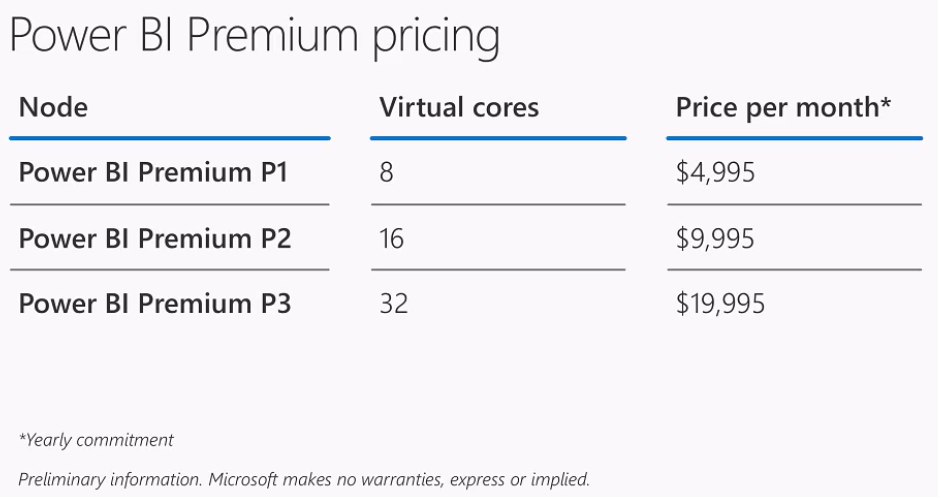 Power BI Premium pricing
Node Virtual cores Price per month*
Power BI Premium P1 8 $4,995
Power BI Premium P2 16 $9,995
Power BI Premium P3 32 $19,995
*Yearly commitment
Preliminary information. Microsoft makes no warranties, express or implied.